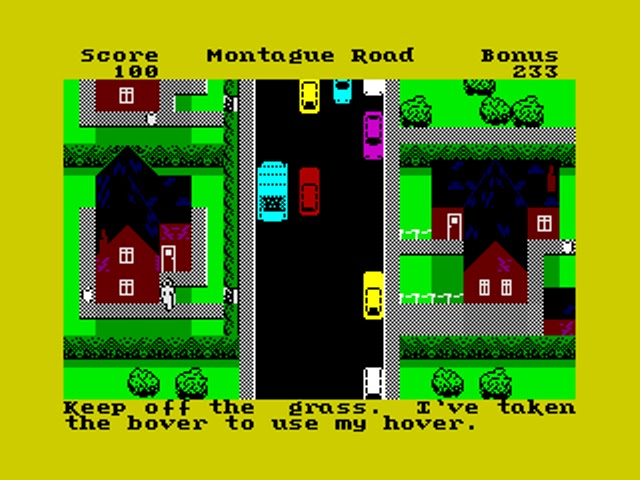 Score Montague Road Bonus
100 233
Keep off the grass. I've taken
the bover to use my hover.